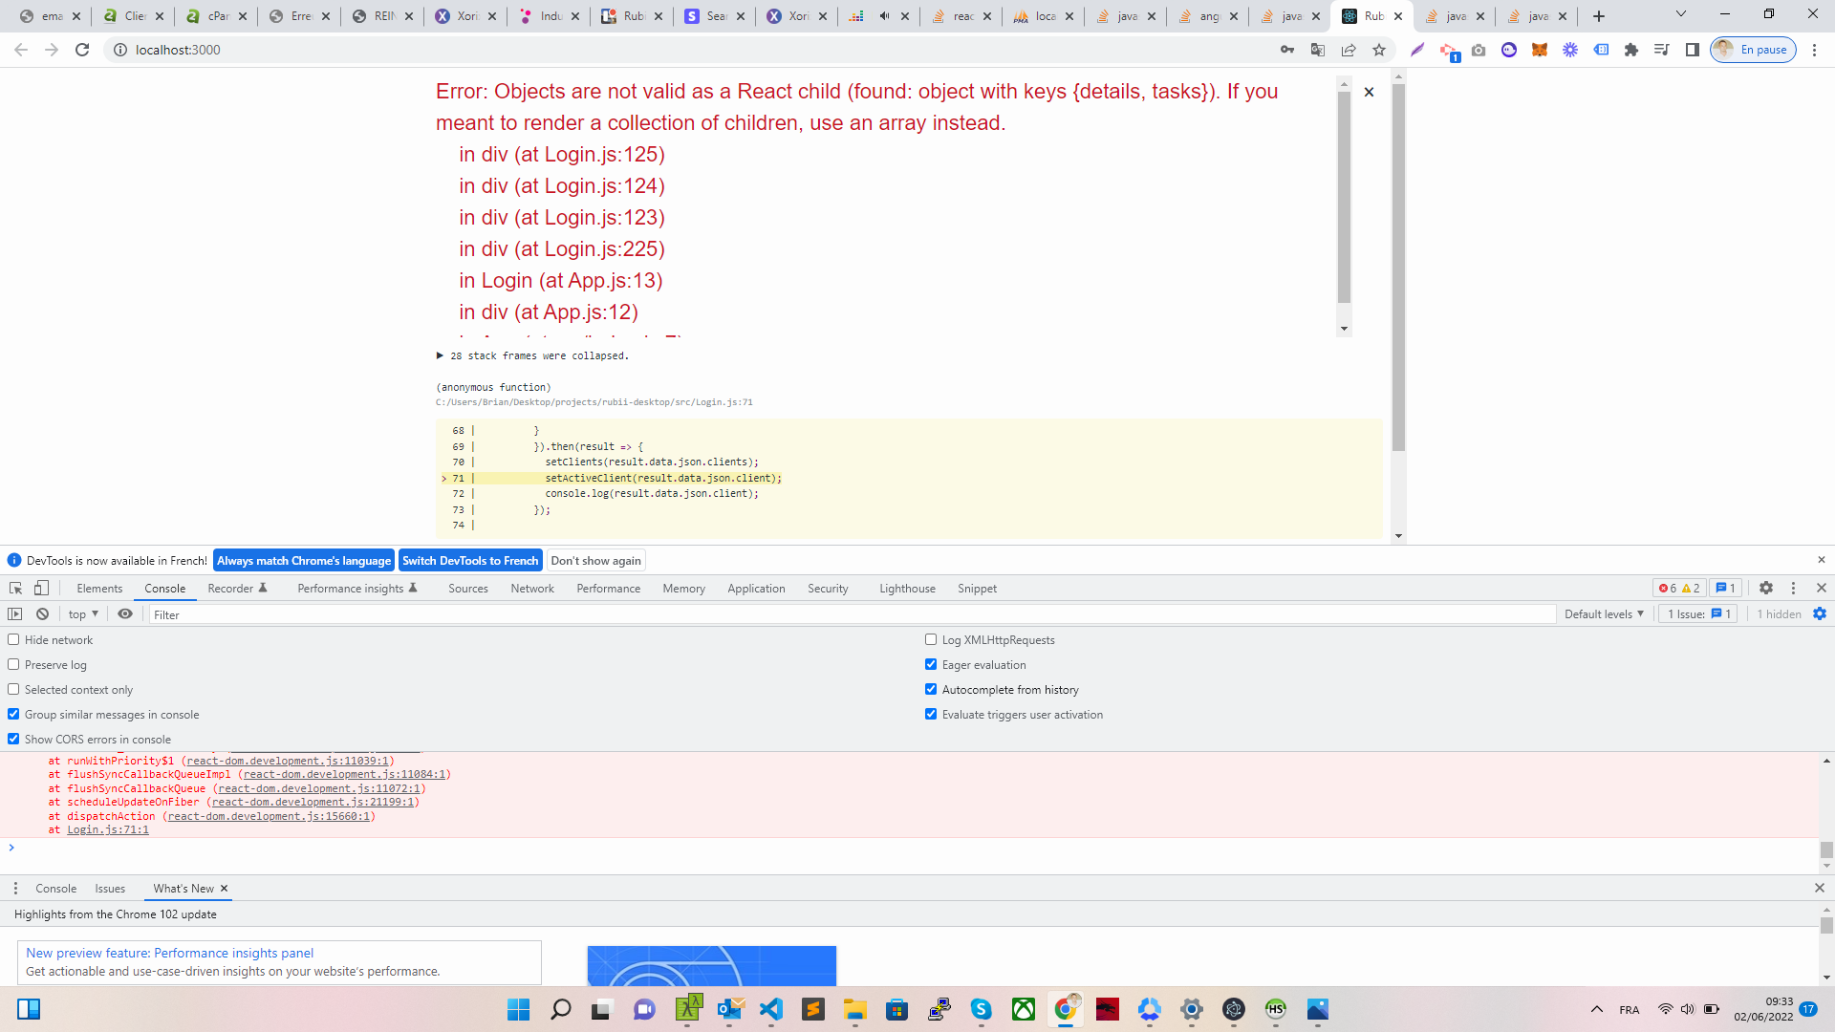 ema
Clier
cPar
Erre
REIN
Xoriz
Indu
Rubi
Sear
Xori
reac
loca
java
ang
java
Rub
java
java
localhost:3000
1
En pause
Error: Objects are not valid as a React child (found: object with keys {details, tasks}). If you
meant to render a collection of children, use an array instead.
in div (at Login.js:125)
in div (at Login.js:124)
in div (at Login.js:123)
in div (at Login.js:225)
in Login (at App.js:13)
in div (at App.js:12)
28 stack frames were collapsed.
(anonymous function)
C:/Users/Brian/Desktop/projects/rubii-desktop/src/Login.js:71
68 | }
69 | }).then(result => {
70 | setClients(result.data.json.clients);
> 71 | setActiveClient(result.data.json.client);
72 | console.log(result.data.json.client);
73 | });
74 |
DevTools is now available in French! Always match Chrome's language Switch DevTools to French Don't show again
Elements Console Recorder Performance insights Sources Network Performance Memory Application Security Lighthouse Snippet 6 2 1
top Filter Default levels 1 Issue: 1 1 hidden
Hide network
Log XMLHttpRequests
Preserve log
Eager evaluation
Selected context only
Autocomplete from history
Group similar messages in console
Evaluate triggers user activation
Show CORS errors in console
at runWithPriority$1 (react-dom.development.js:11039:1)
at flushSyncCallbackQueueImpl (react-dom.development.js:11084:1)
at flushSyncCallbackQueue (react-dom.development.js:11072:1)
at scheduleUpdateOnFiber (react-dom.development.js:21199:1)
at dispatchAction (react-dom.development.js:15660:1)
at Login.js:71:1
>
Console Issues What's New
Highlights from the Chrome 102 update
New preview feature: Performance insights panel
Get actionable and use-case-driven insights on your website's performance.
HS
FRA
09:33
02/06/2022
17